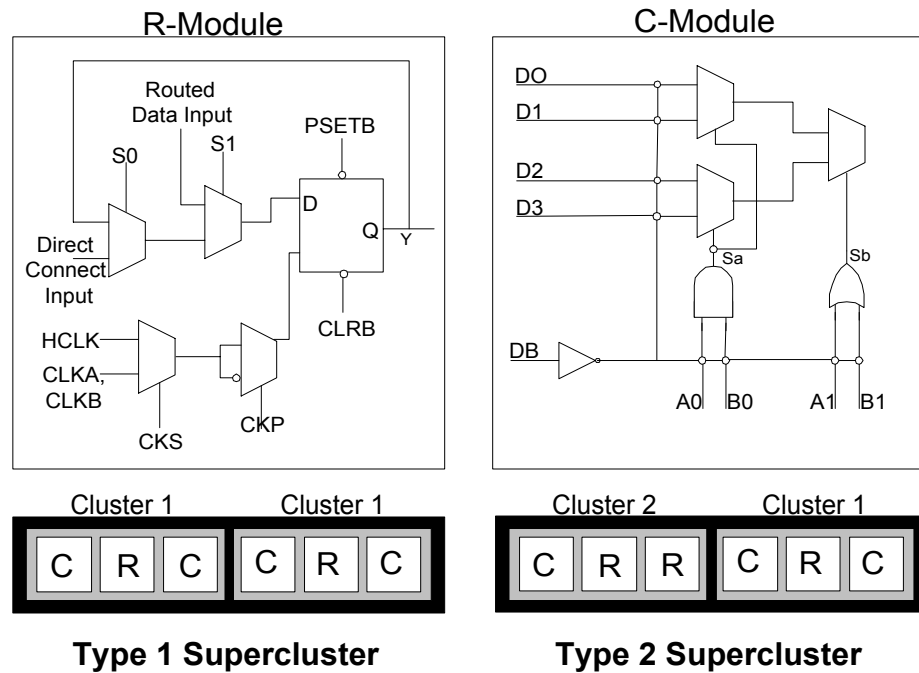 R-Module
Routed
Data Input
S0
S1
PSETB
D
Q
Y
Direct
Connect
Input
HCLK
CLKA,
CLKB
CLRB
CKS
CKP
C-Module
DO
D1
D2
D3
Sa
Sb
DB
A0
B0
A1
B1
Cluster 1
Cluster 1
C R C C R C
Type 1 Supercluster
Cluster 2
Cluster 1
C R R C R C
Type 2 Supercluster